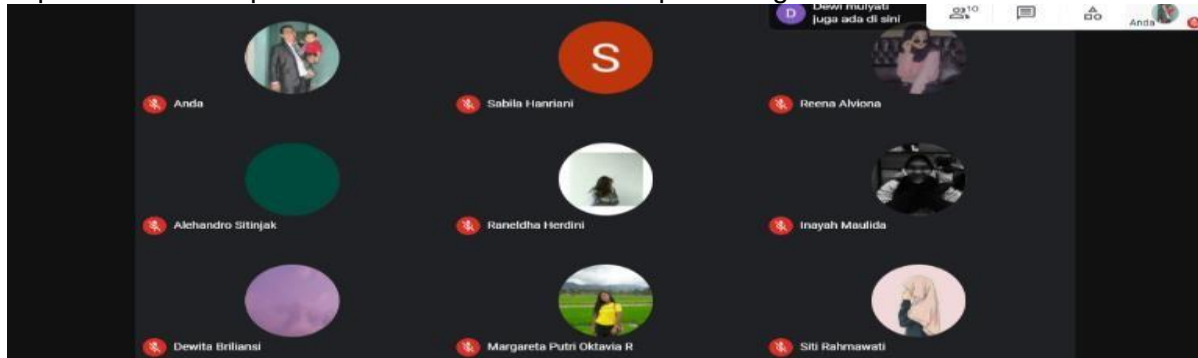 Dewi mulyati
juga ada di sini
D
10
Anda
S
Anda
Sabila Hanriani
Reena Alviona
Alehandro Sitinjak
Raneldha Herdini
Inayah Maulida
Dewita Briliansi
Margareta Putri Oktavia R
Siti Rahmawati